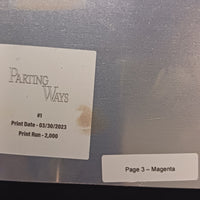 PARTING
WAYS
#1
Print Date - 03/30/2023
Print Run - 2,000
Page 3 – Magenta